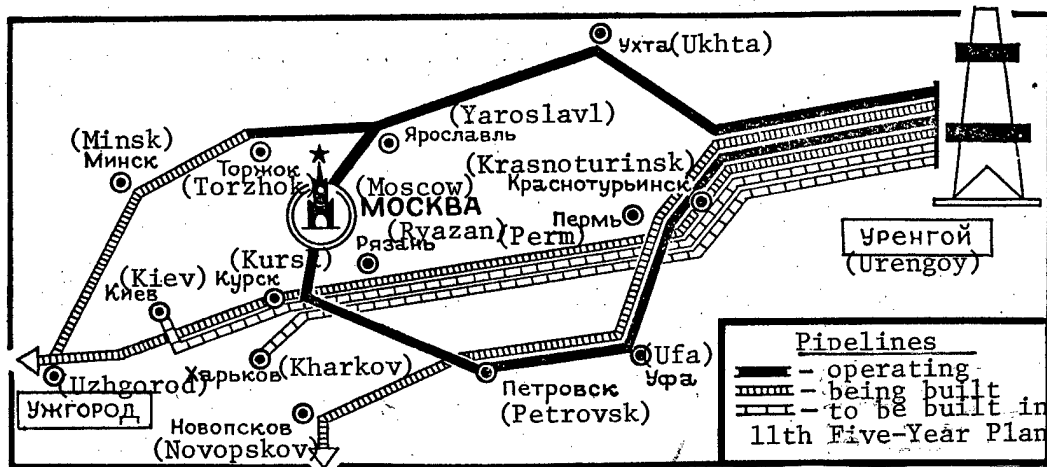 Ухта (Ukhta)
(Yaroslavl)
Ярославль
(Minsk)
Минск
Торжок
(Torzhok)
(Moscow)
МОСКВА
(Krasnoturinsk)
Краснотурьинск
Пермь
(Perm)
(Ryazan)
Рязань
(Kursk)
Курск
(Kiev)
Киев
Уренгой
(Urengoy)
Харьков (Kharkov)
(Uzhgorod)
УЖГОРОД
Новопсков
(Novopskov)
Петровск
(Petrovsk)
(Ufa)
Уфа
Pipelines
- operating
- being built
- to be built in
11th Five-Year Plan